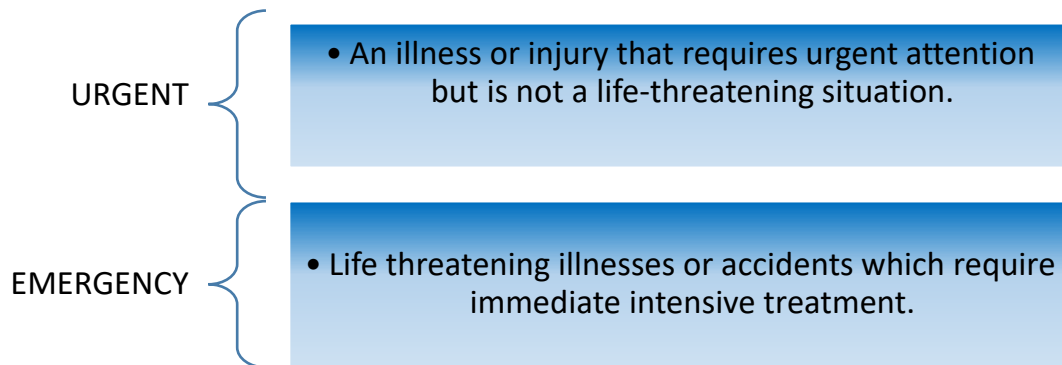 URGENT
• An illness or injury that requires urgent attention
but is not a life-threatening situation.
EMERGENCY
• Life threatening illnesses or accidents which require
immediate intensive treatment.